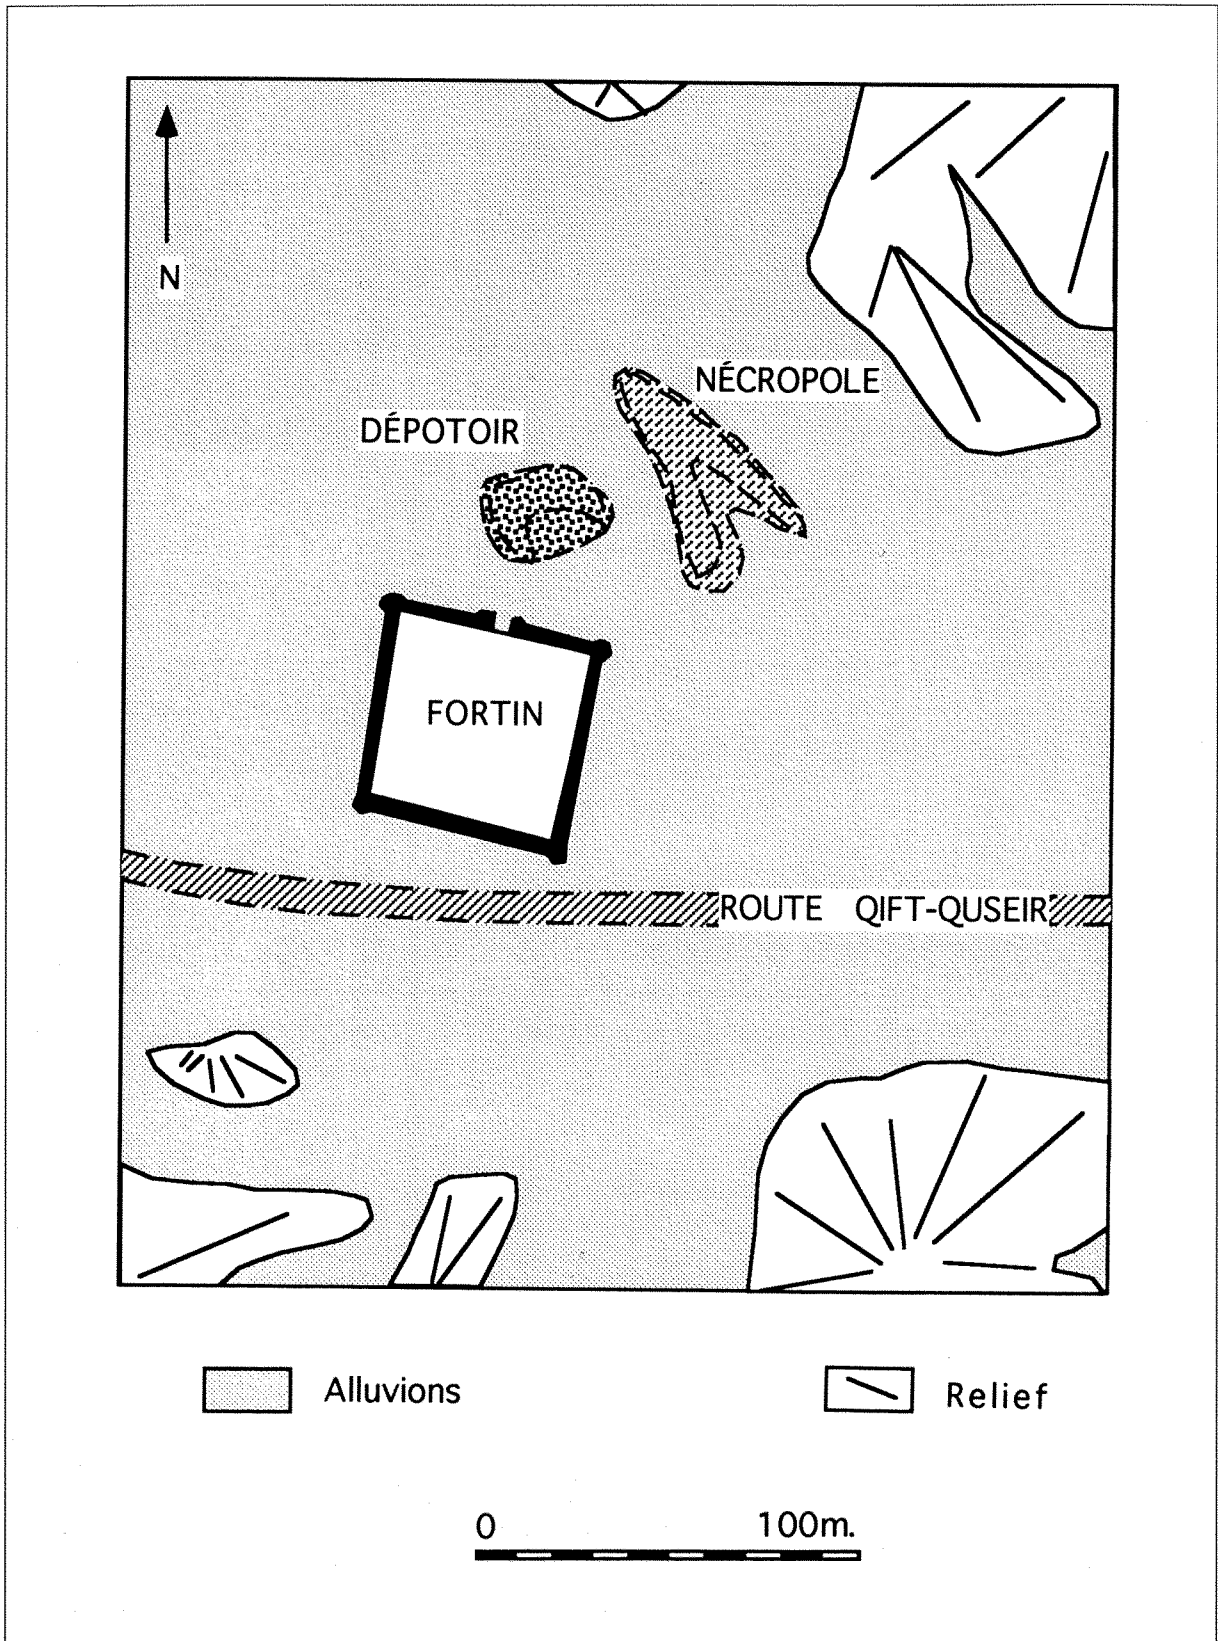 N
NÉCROPOLE
DÉPOTOIR
FORTIN
ROUTE QIFT-QUSEIR
Alluvions
Relief
0 100m.